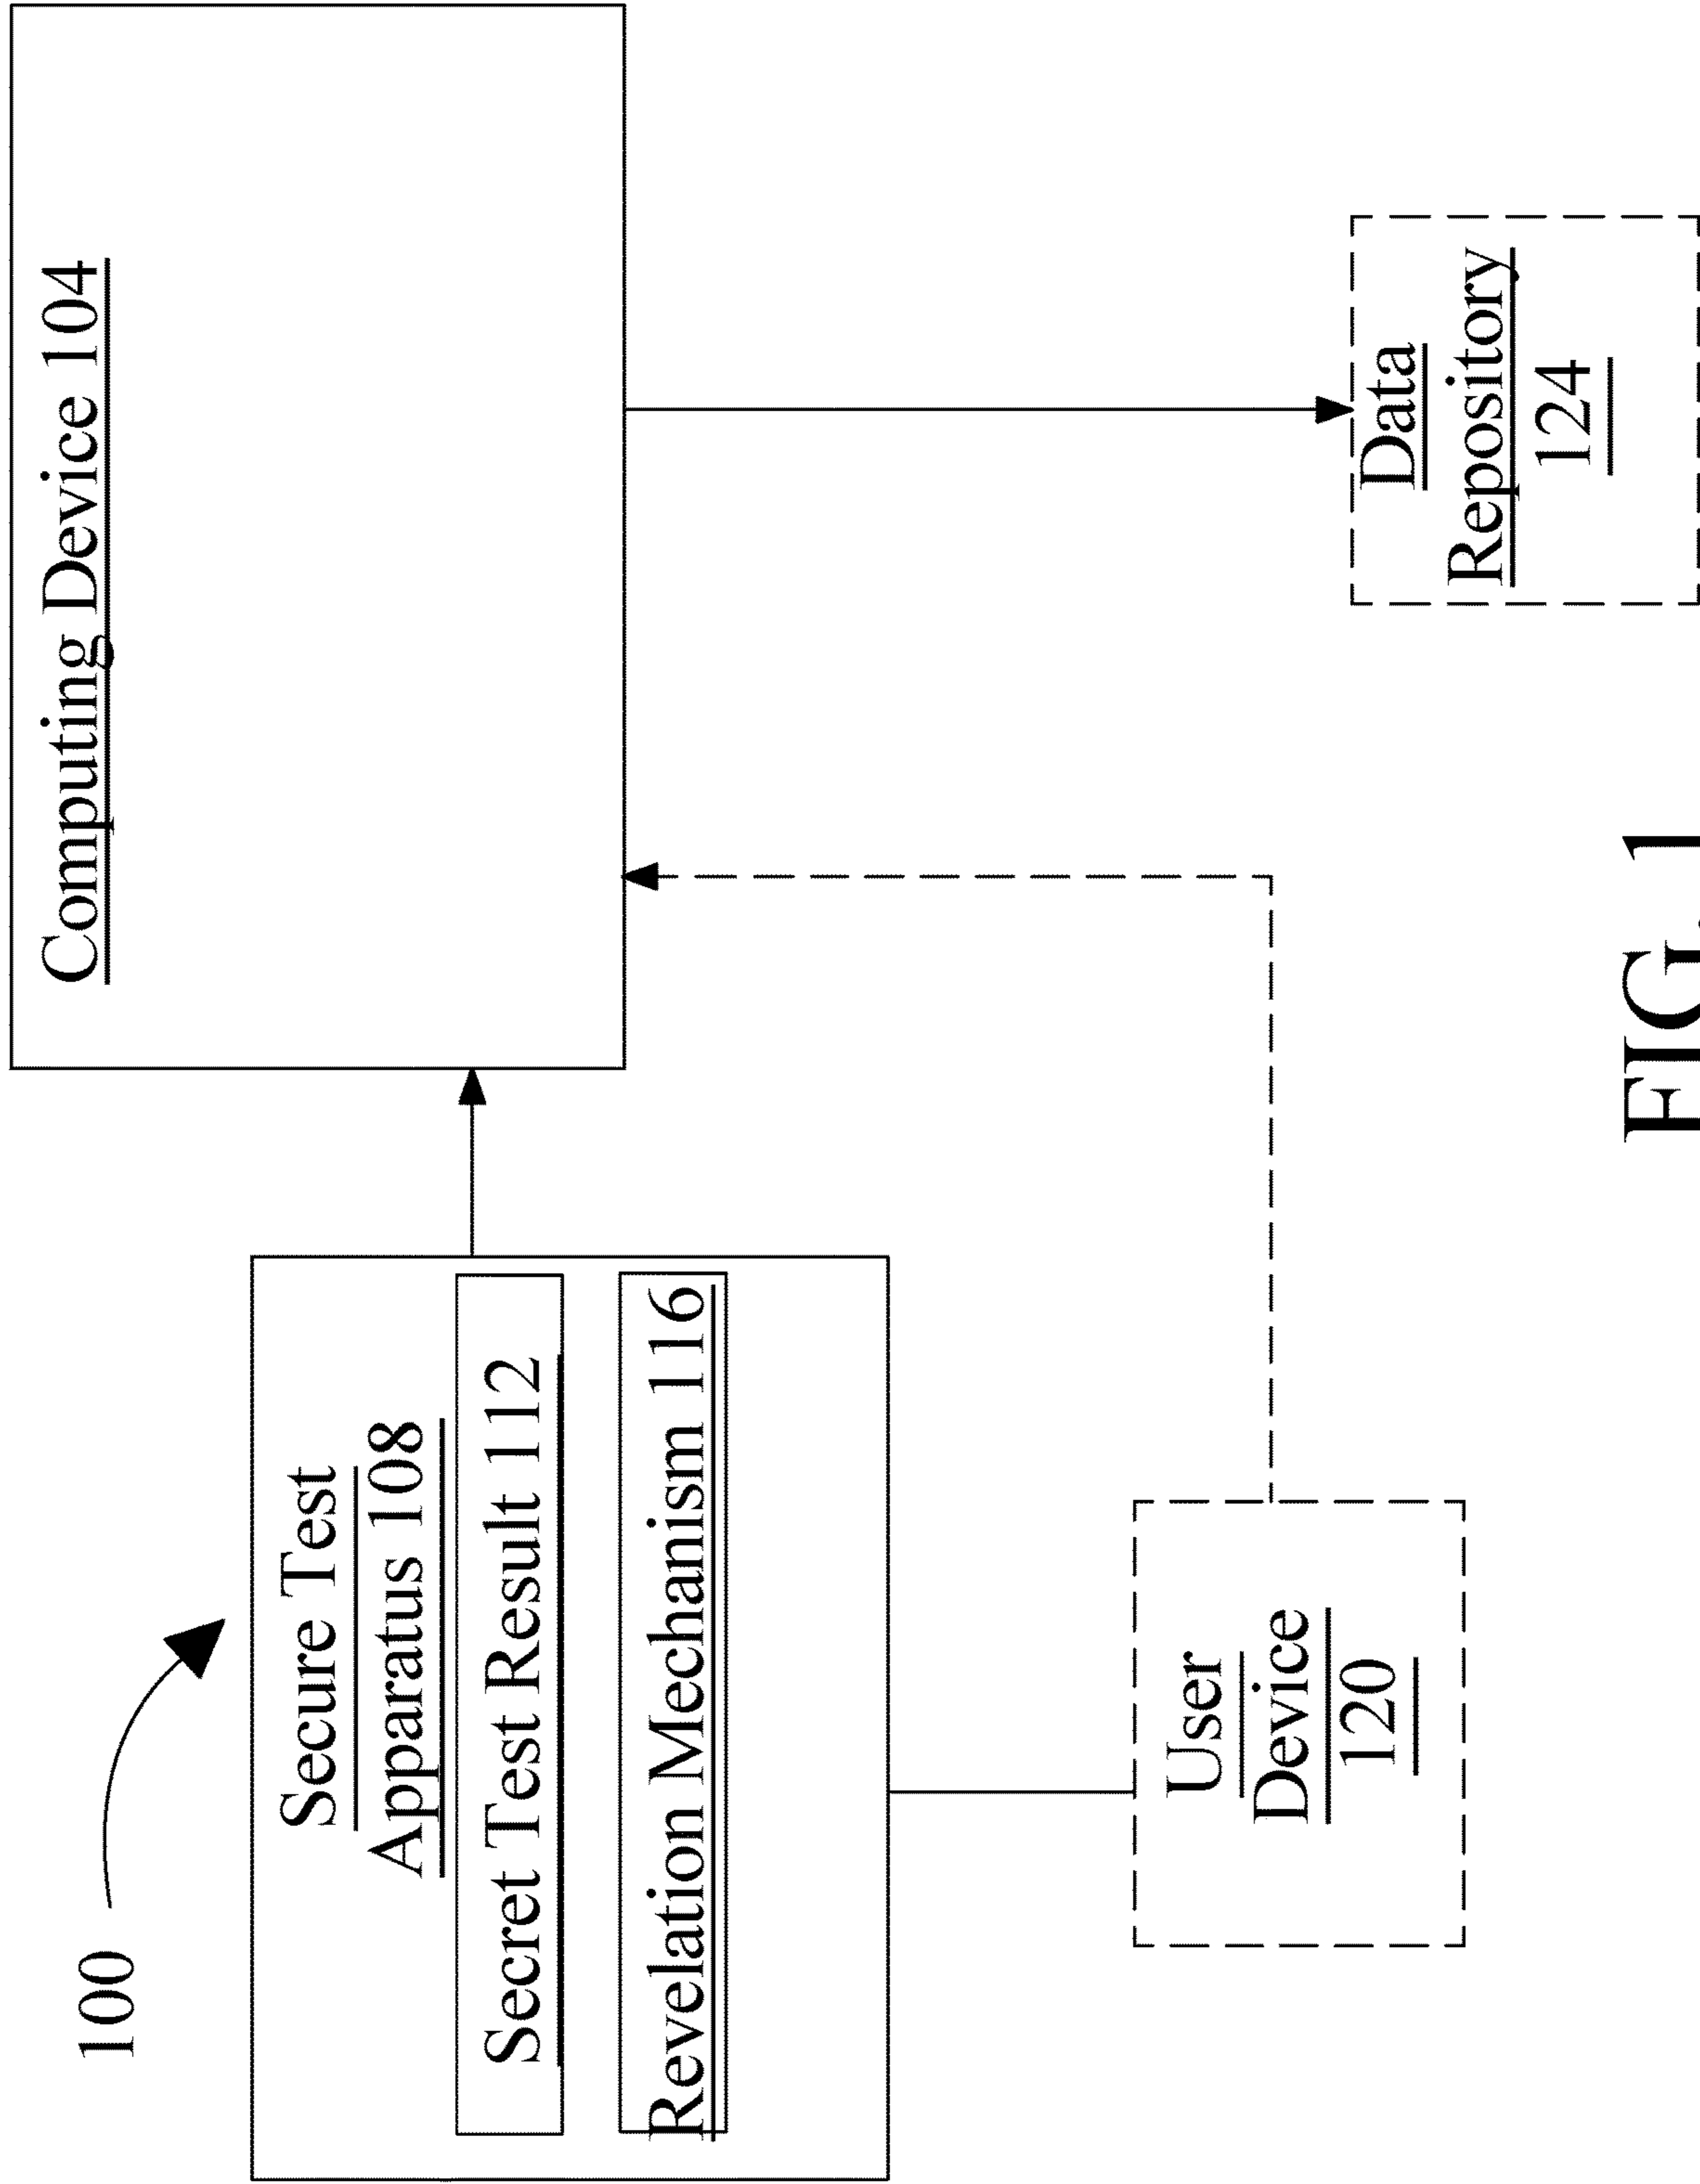 100
Secure Test
Apparatus 108
Secret Test Result 112
Revelation Mechanism 116
Computing Device 104
User
Device
120
Data
Repository
124
FIG. 1